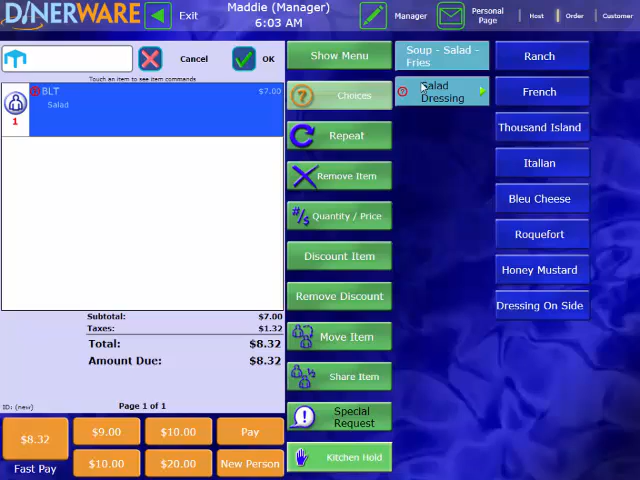 DINERWARE
Exit
Maddie (Manager)
6:03 AM
Manager
Personal
Page
Host
Order
Customer
Cancel
OK
Touch an item to see item commands
BLT
$7.00
Salad
1
Subtotal: $7.00
Taxes: $1.32
Total: $8.32
Amount Due: $8.32
ID: (new)
Page 1 of 1
$8.32
Fast Pay
$9.00
$10.00
Pay
$10.00
$20.00
New Person
Show Menu
Choices
Repeat
Remove Item
#/$ Quantity / Price
Discount Item
Remove Discount
Move Item
½ Share Item
Special
Request
Kitchen Hold
Soup - Salad -
Fries
Salad
Dressing
Ranch
French
Thousand Island
Italian
Bleu Cheese
Roquefort
Honey Mustard
Dressing On Side